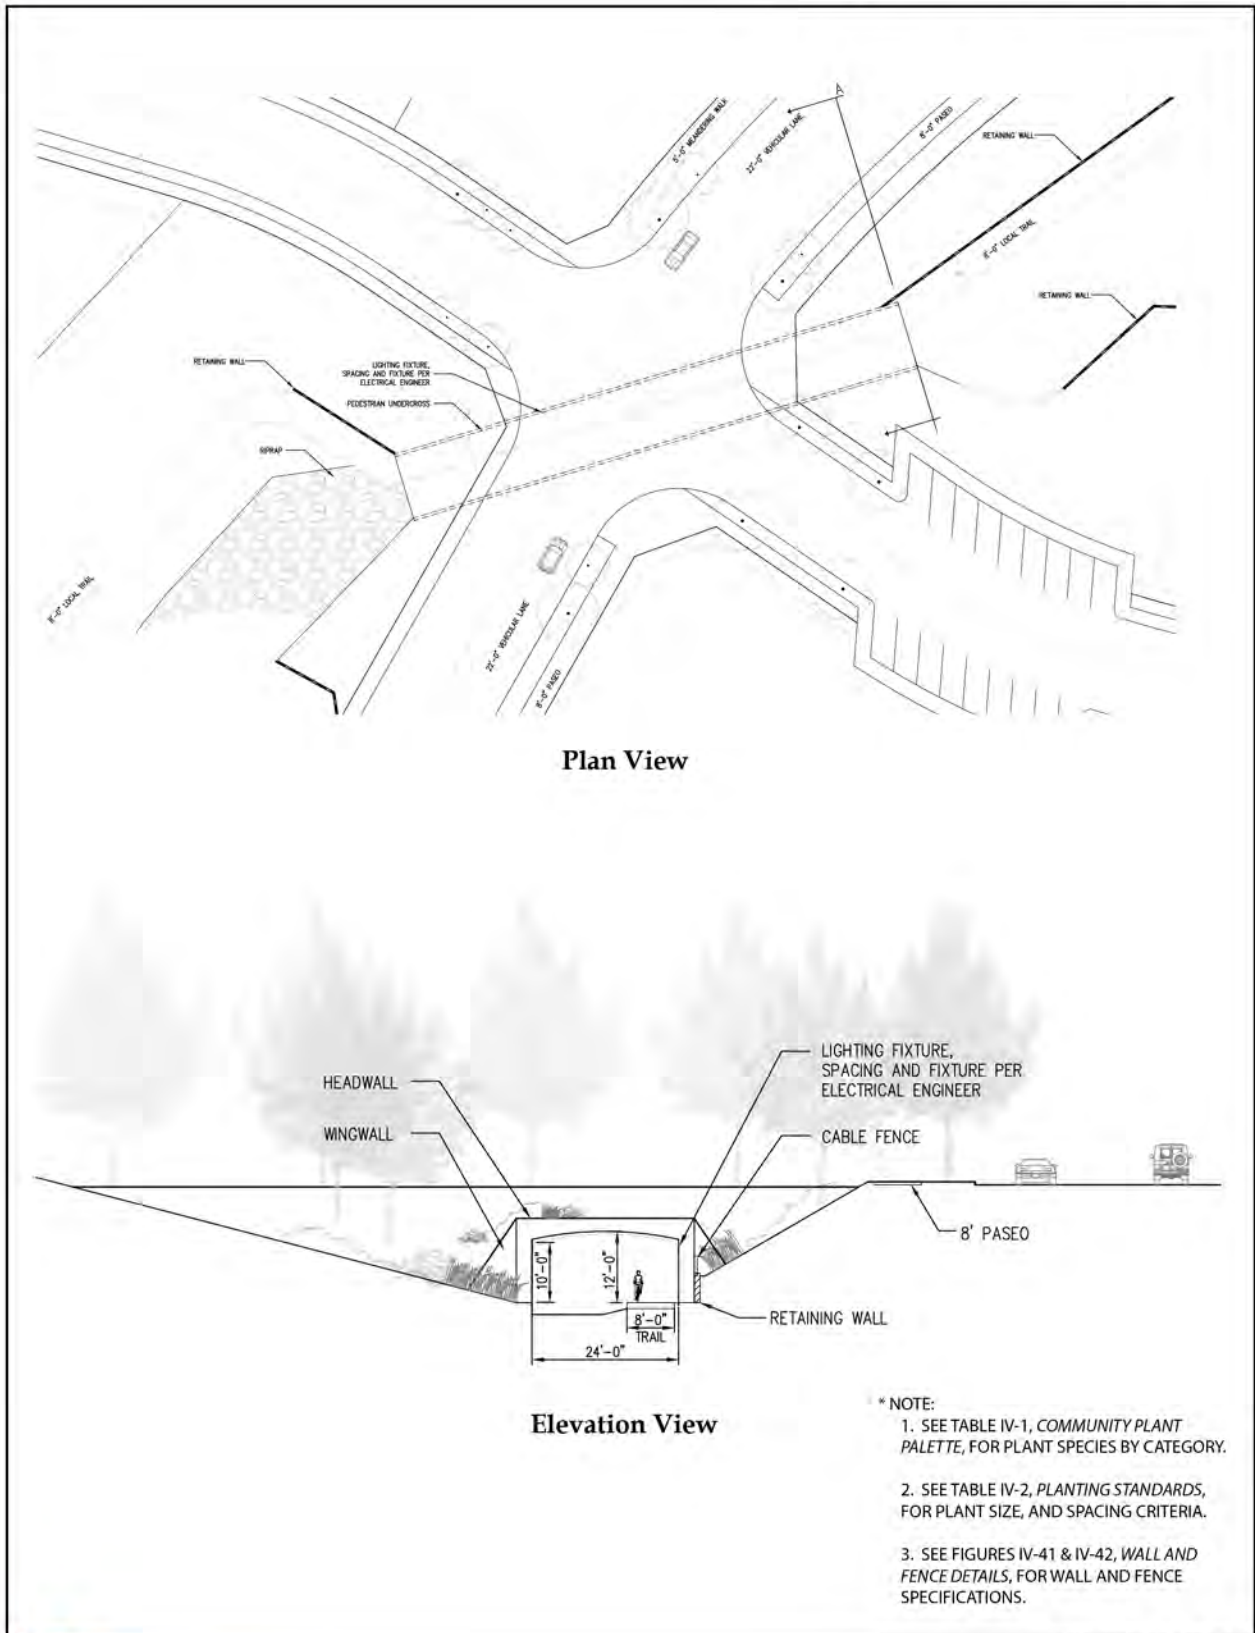 A
5'-0" MEANDERING WALK
22'-0" VEHICULAR LANE
8'-0" PASEO
RETAINING WALL
8'-0" LOCAL TRAIL
RETAINING WALL
RETAINING WALL
LIGHTING FIXTURE,
SPACING AND FIXTURE PER
ELECTRICAL ENGINEER
PEDESTRIAN UNDERCROSS
RIPRAP
8'-0" LOCAL TRAIL
22'-0" VEHICULAR LANE
8'-0" PASEO
Plan View
HEADWALL
WINGWALL
LIGHTING FIXTURE,
SPACING AND FIXTURE PER
ELECTRICAL ENGINEER
CABLE FENCE
8' PASEO
10'-0"
12'-0"
8'-0"
TRAIL
RETAINING WALL
24'-0"
Elevation View
* NOTE:
1. SEE TABLE IV-1, COMMUNITY PLANT
PALETTE, FOR PLANT SPECIES BY CATEGORY.
2. SEE TABLE IV-2, PLANTING STANDARDS,
FOR PLANT SIZE, AND SPACING CRITERIA.
3. SEE FIGURES IV-41 & IV-42, WALL AND
FENCE DETAILS, FOR WALL AND FENCE
SPECIFICATIONS.